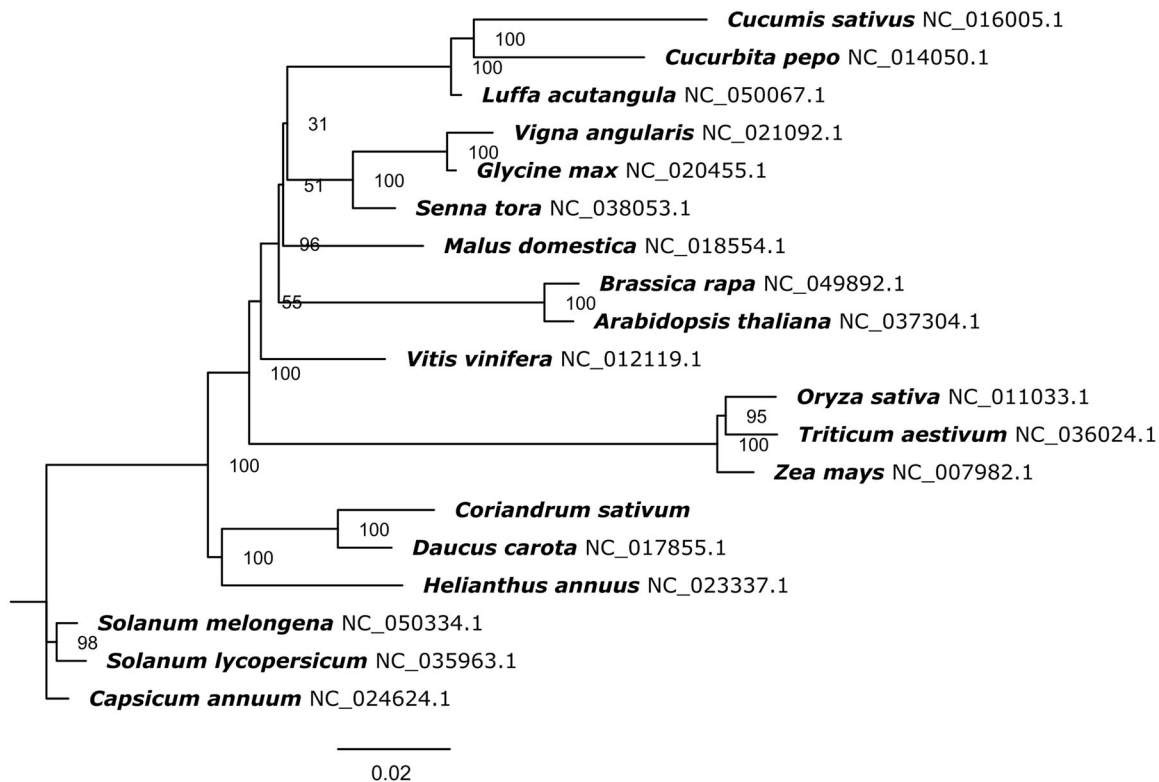 Cucumis sativus NC_016005.1
100
Cucurbita pepo NC_014050.1
100
Luffa acutangula NC_050067.1
31
Vigna angularis NC_021092.1
100
Glycine max NC_020455.1
100
51
Senna tora NC_038053.1
96
Malus domestica NC_018554.1
Brassica rapa NC_049892.1
55
100
Arabidopsis thaliana NC_037304.1
Vitis vinifera NC_012119.1
100
Oryza sativa NC_011033.1
95
Triticum aestivum NC_036024.1
100
100
Zea mays NC_007982.1
Coriandrum sativum
100
Daucus carota NC_017855.1
100
Helianthus annuus NC_023337.1
Solanum melongena NC_050334.1
98
Solanum lycopersicum NC_035963.1
Capsicum annuum NC_024624.1
0.02